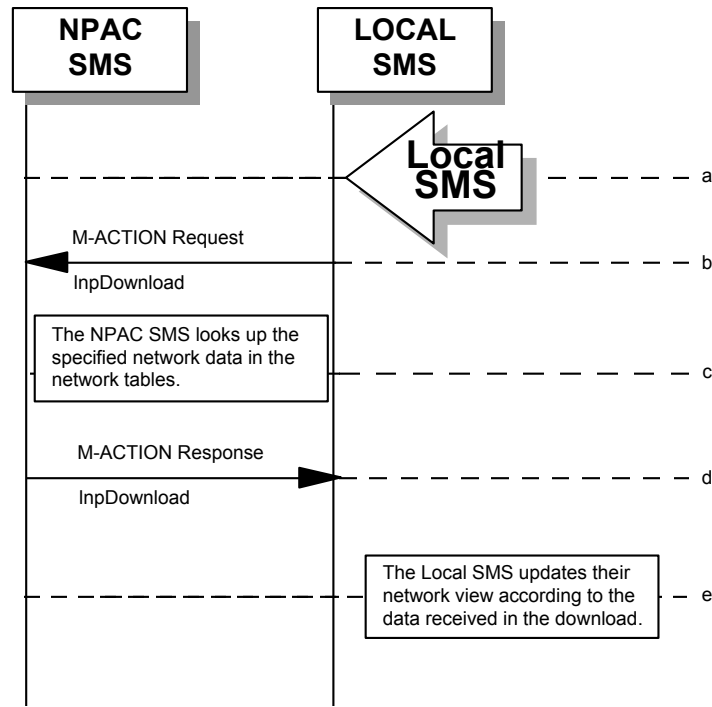 NPAC
SMS
LOCAL
SMS
Local
SMS
a
M-ACTION Request
b
lnpDownload
The NPAC SMS looks up the
specified network data in the
network tables.
c
M-ACTION Response
d
lnpDownload
The Local SMS updates their
network view according to the
data received in the download.
e